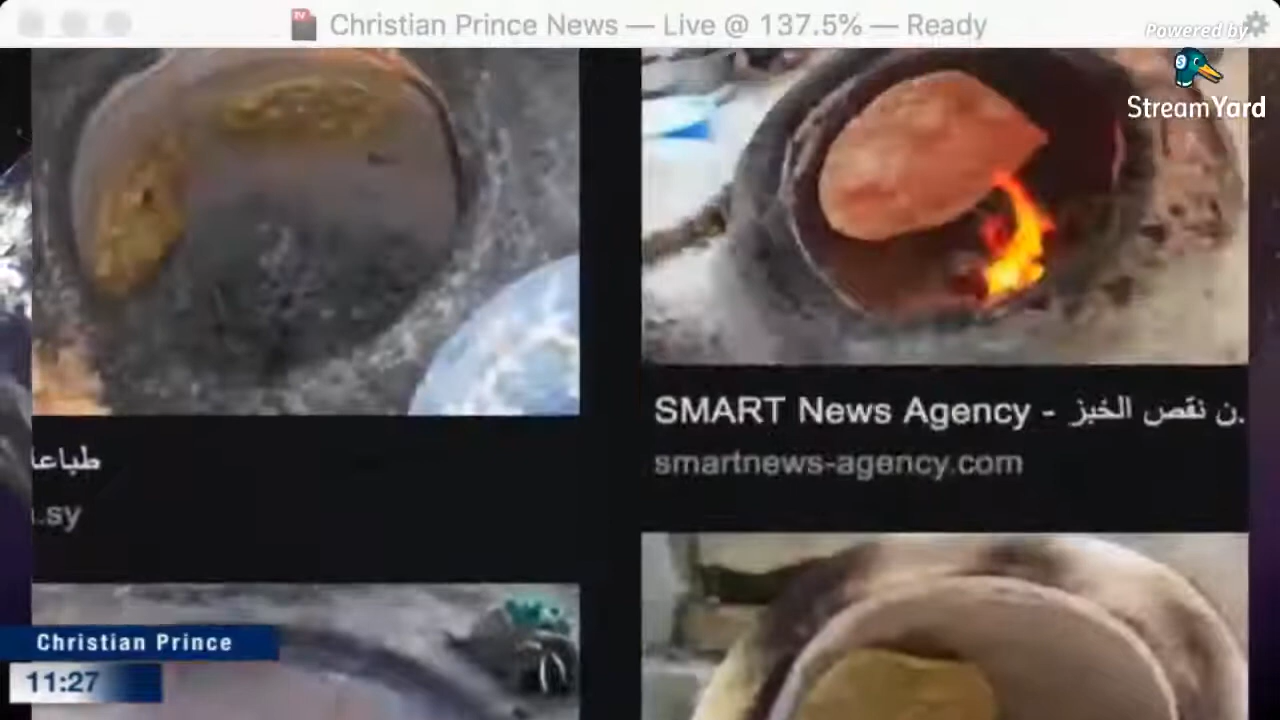 Christian Prince News — Live @ 137.5% — Ready
Powered by
StreamYard
SMART News Agency - ن نقص الخبز.
smartnews-agency.com
طباعة
.sy
Christian Prince
11:27